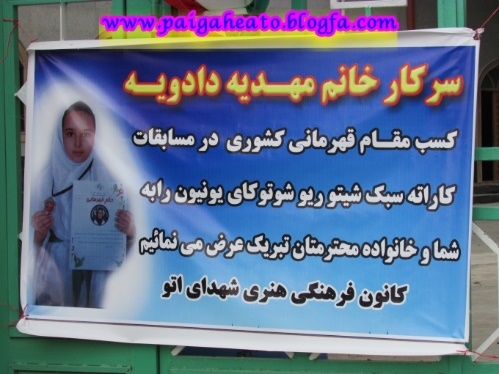 www.paigaheato.blogfa.com
سرکار خانم مهدیه دادویه
کسب مقام قهرمانی کشوری در مسابقات
کاراته سبک شیتو ریو شوتوکای یونیون رابه
شما و خانواده محترمتان تبریک عرض می نمائیم
کانون فرهنگی هنری شهدای اتو